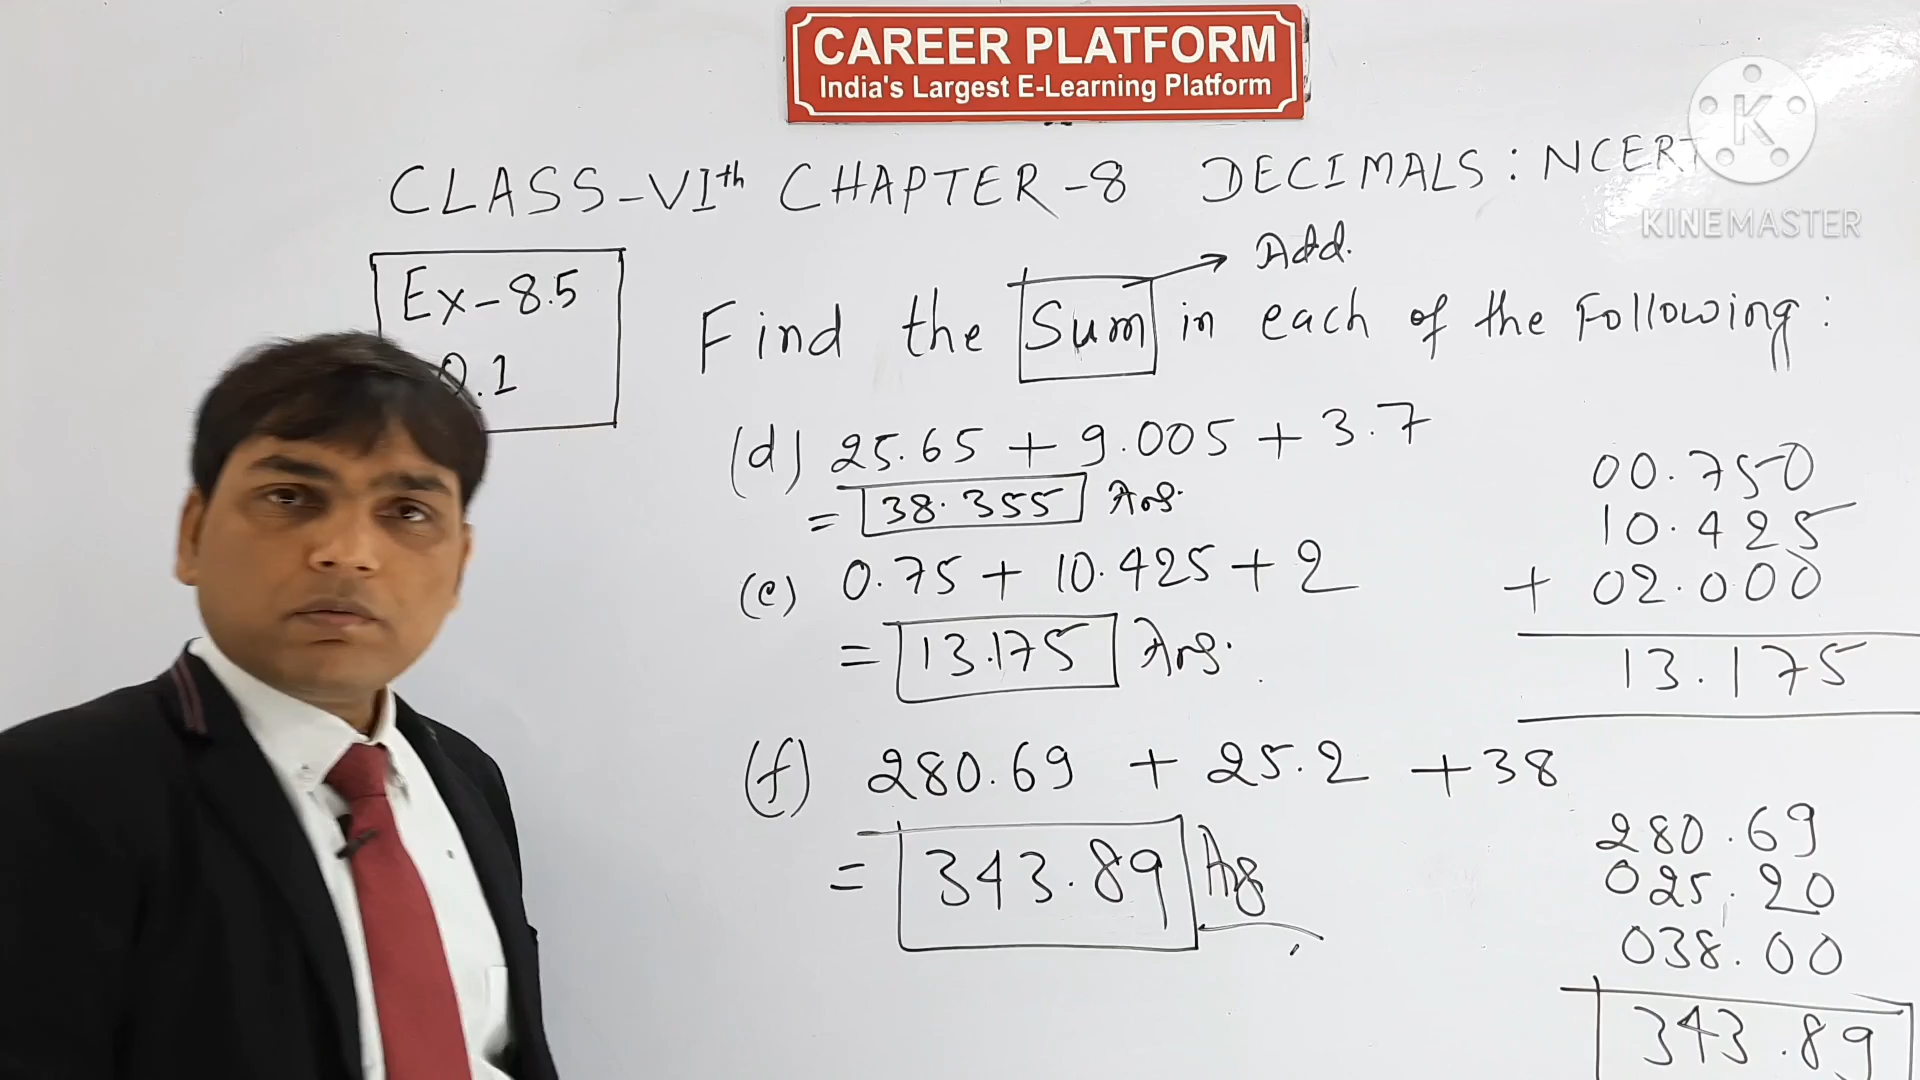 CAREER PLATFORM
India's Largest E-Learning Platform
K
KINEMASTER
CLASS-VIth CHAPTER-8 DECIMALS: NCERT
Ex-8.5
Q.1
Add.
Find the Sum in each of the Following:
(d) 25.65 + 9.005 + 3.7
= 38.355 Ans.
(e) 0.75 + 10.425 + 2
= 13.175 Ans.
00.750
10.425
+ 02.000
13.175
(f) 280.69 + 25.2 + 38
= 343.89 As
280.69
025.20
038.00
343.89